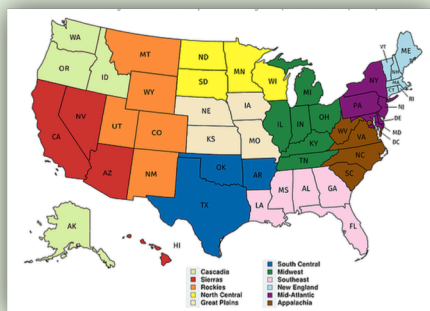 WA
MT
ND
MN
VT
ME
OR
ID
SD
WI
MI
NY
NH
MA
CT
RI
WY
NE
IA
PA
NJ
NV
UT
CO
IL
IN
OH
DE
MD
DC
CA
KS
MO
KY
WV
VA
AZ
NM
OK
AR
TN
NC
SC
TX
LA
MS
AL
GA
FL
AK
HI
Cascadia
Sierras
Rockies
North Central
Great Plains
South Central
Midwest
Southeast
New England
Mid-Atlantic
Appalachia